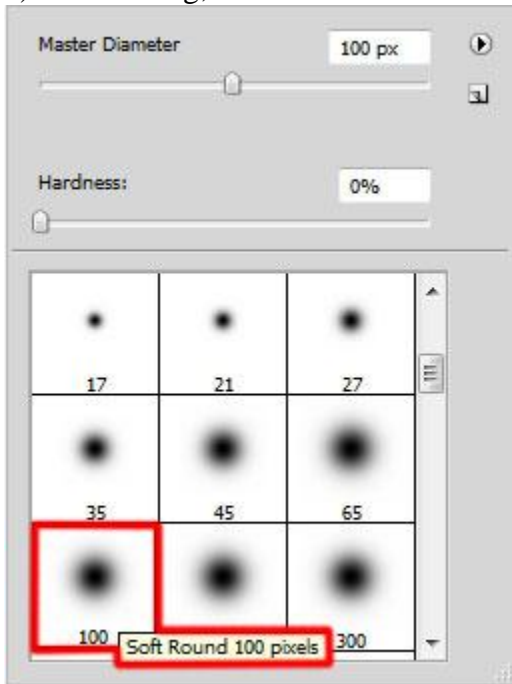 Master Diameter 100 px
Hardness: 0%
17 21 27
35 45 65
100 300
Soft Round 100 pixels